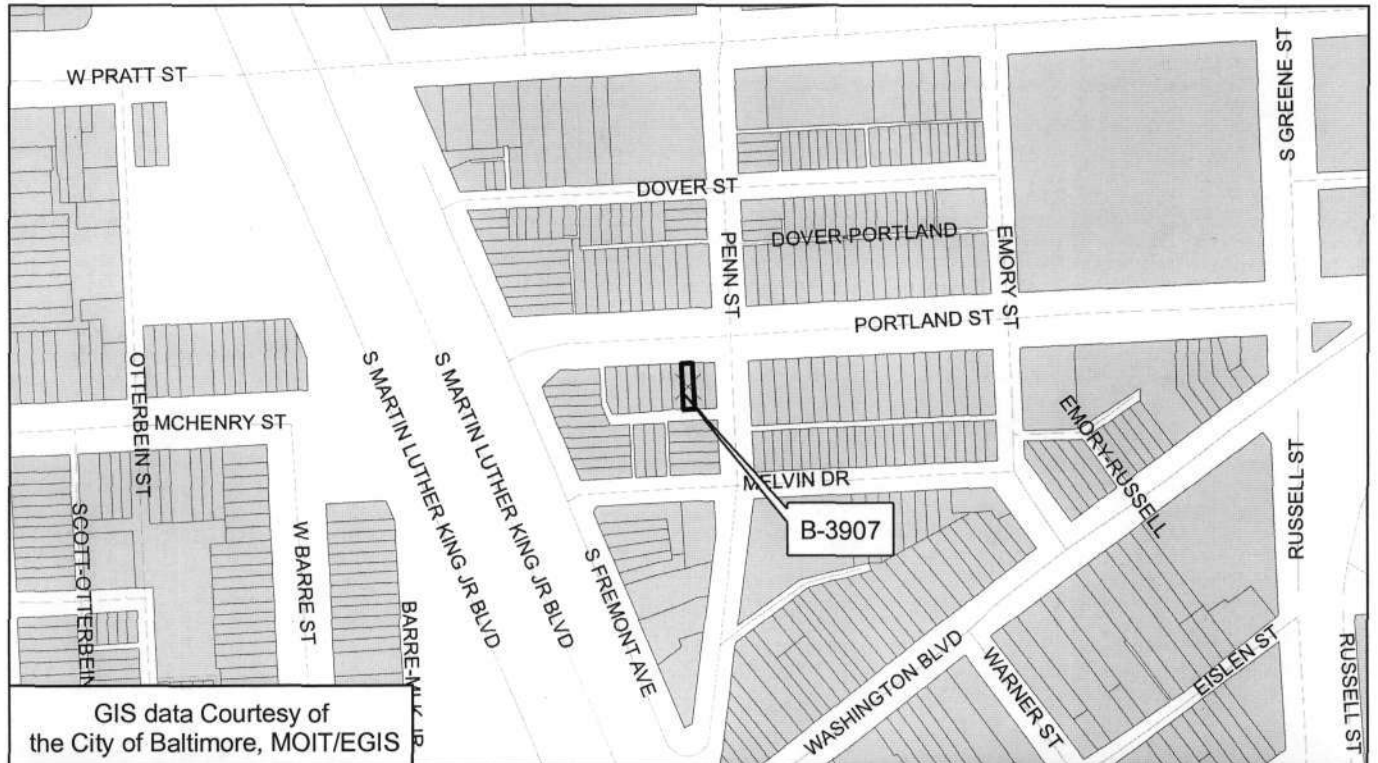 W PRATT ST
S GREENE ST
DOVER ST
DOVER-PORTLAND
PENN ST
EMORY ST
PORTLAND ST
OTTERBEIN ST
S MARTIN LUTHER KING JR BLVD
S MARTIN LUTHER KING JR BLVD
MCHENRY ST
EMORY-RUSSELL
MELVIN DR
SCOTT-OTTERBEIN
W BARRE ST
B-3907
RUSSELL ST
S FREMONT AVE
BARRE-MLK JR
WASHINGTON BLVD
WARNER ST
EISLEN ST
RUSSELL ST
GIS data Courtesy of
the City of Baltimore, MOIT/EGIS